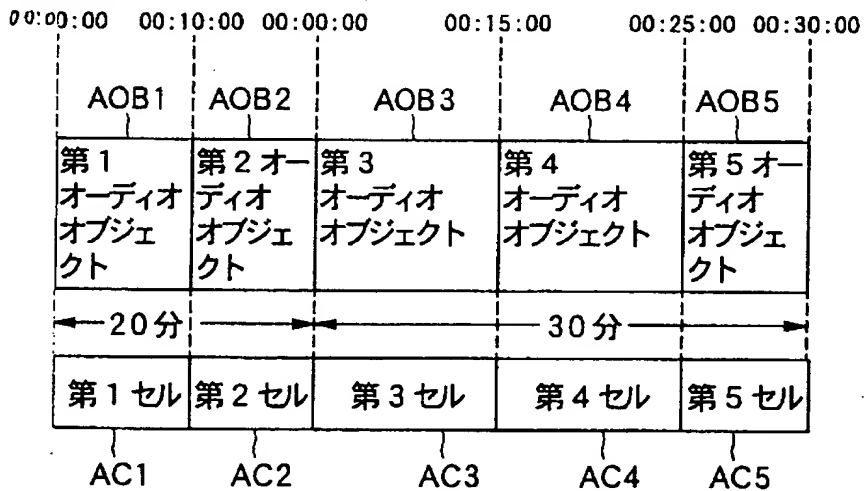 00:00:00 00:10:00 00:00:00 00:15:00 00:25:00 00:30:00
AOB1 AOB2 AOB3 AOB4 AOB5
第1
オーディオ
オブジェ
クト
第2オー
ディオ
オブジェ
クト
第3
オーディオ
オブジェクト
第4
オーディオ
オブジェクト
第5オー
ディオ
オブジェ
クト
20分 30分
第1セル 第2セル 第3セル 第4セル 第5セル
AC1 AC2 AC3 AC4 AC5